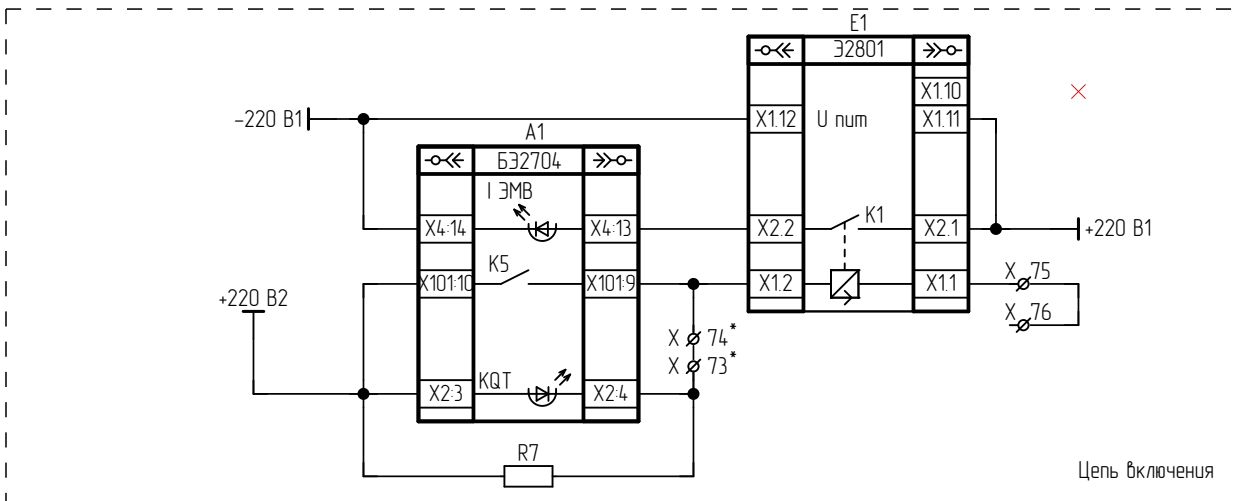 E1
Э2801
X1.10
-220 В1
X1.12
U пит
X1.11
A1
БЭ2704
I ЭМВ
X4:14
X4:13
X2.2
K1
X2.1
+220 В1
K5
X101:10
X101:9
X1.2
X1.1
X 75
+220 В2
X 76
X 74*
X 73*
KQT
X2:3
X2:4
R7
Цепь включения